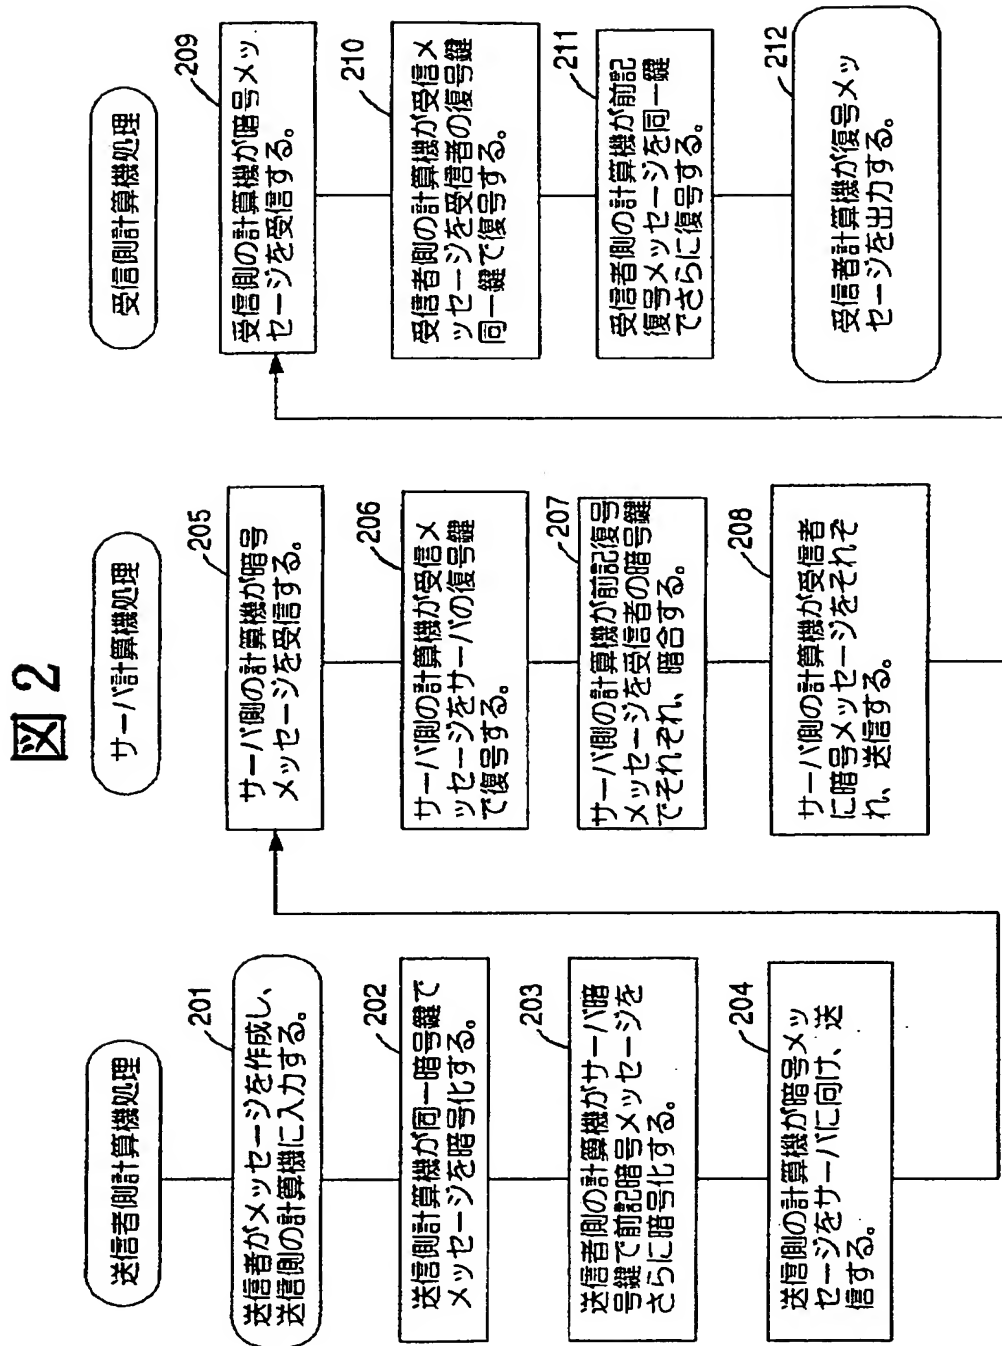 図2
送信者側計算機処理
201
送信者がメッセージを作成し、
送信側の計算機に入力する。
202
送信側計算機が同一暗号鍵で
メッセージを暗号化する。
203
送信者側の計算機がサーバ暗
号鍵で前記暗号メッセージを
さらに暗号化する。
204
送信側の計算機が暗号メッ
セージをサーバに向け、送
信する。
サーバ計算機処理
205
サーバ側の計算機が暗号
メッセージを受信する。
206
サーバ側の計算機が受信メ
ッセージをサーバの復号鍵
で復号する。
207
サーバ側の計算機が前記復号
メッセージを受信者の暗号鍵
でそれぞれ、暗合する。
208
サーバ側の計算機が受信者
に暗号メッセージをそれぞ
れ、送信する。
受信側計算機処理
209
受信側の計算機が暗号メッ
セージを受信する。
210
受信者側の計算機が受信メ
ッセージを受信者の復号鍵
同一鍵で復号する。
211
受信者側の計算機が前記
復号メッセージを同一鍵
でさらに復号する。
212
受信者計算機が復号メッ
セージを出力する。